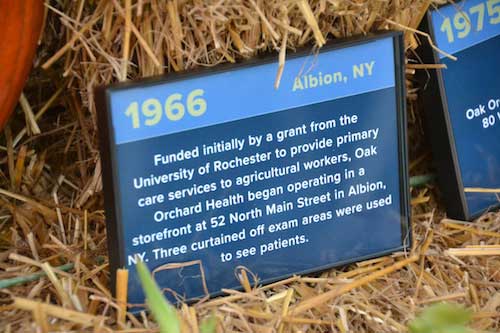 1966
Albion, NY
Funded initially by a grant from the
University of Rochester to provide primary
care services to agricultural workers, Oak
Orchard Health began operating in a
storefront at 52 North Main Street in Albion,
NY. Three curtained off exam areas were used
to see patients.
1975
Oak O
80